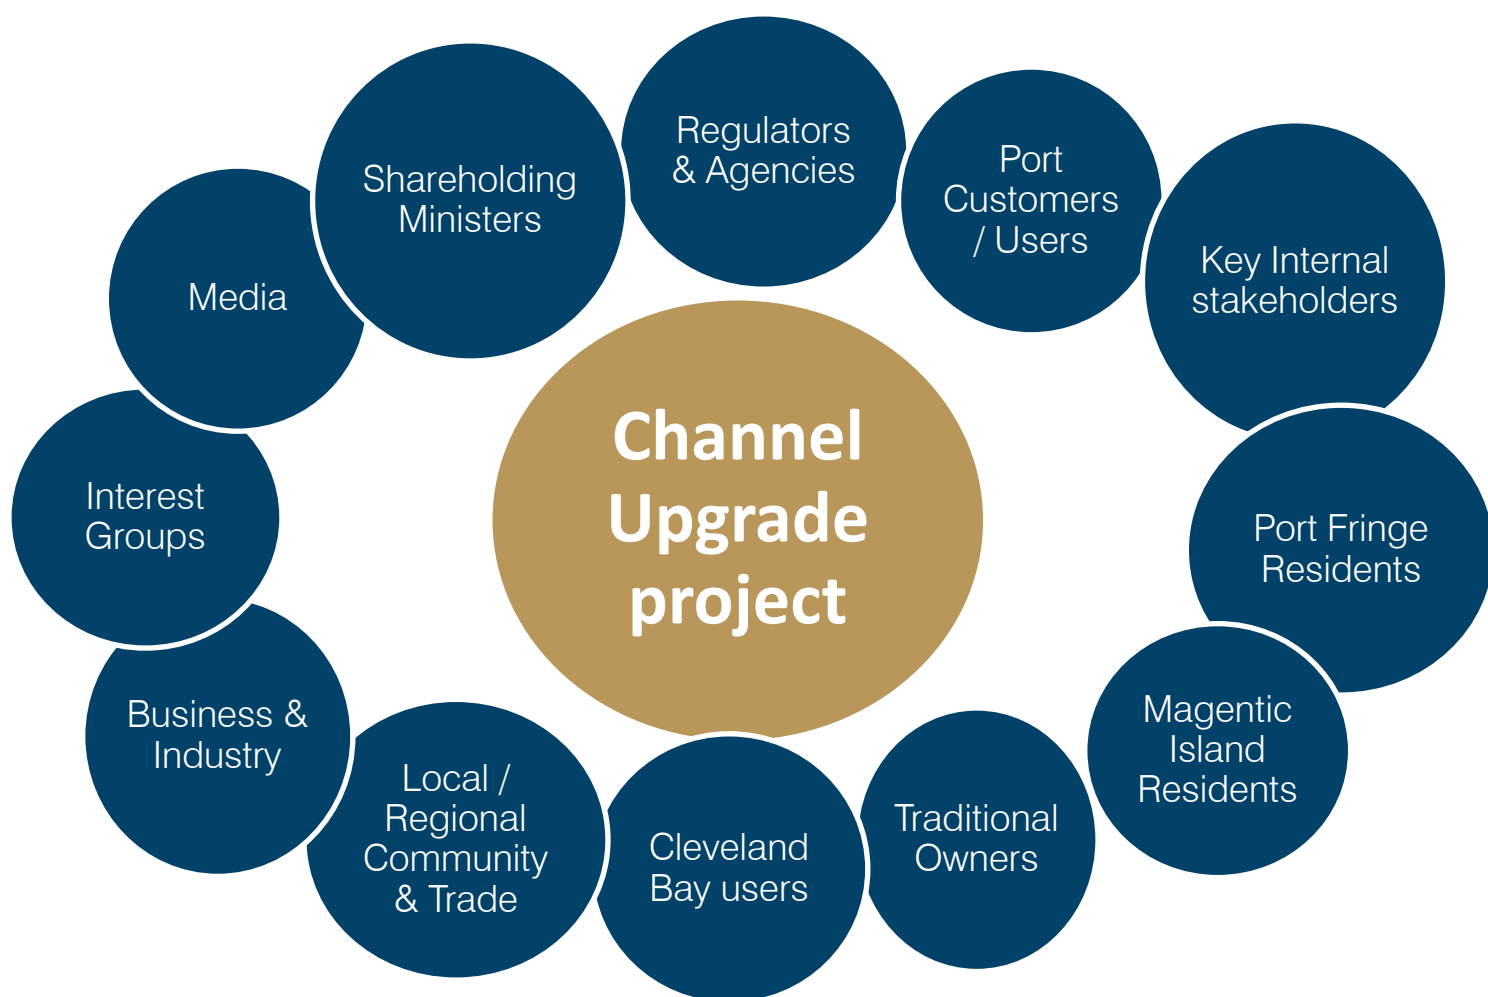 Regulators
& Agencies
Port
Customers
/ Users
Key Internal
stakeholders
Port Fringe
Residents
Magentic
Island
Residents
Traditional
Owners
Cleveland
Bay users
Local /
Regional
Community
& Trade
Business &
Industry
Interest
Groups
Media
Shareholding
Ministers
Channel
Upgrade
project